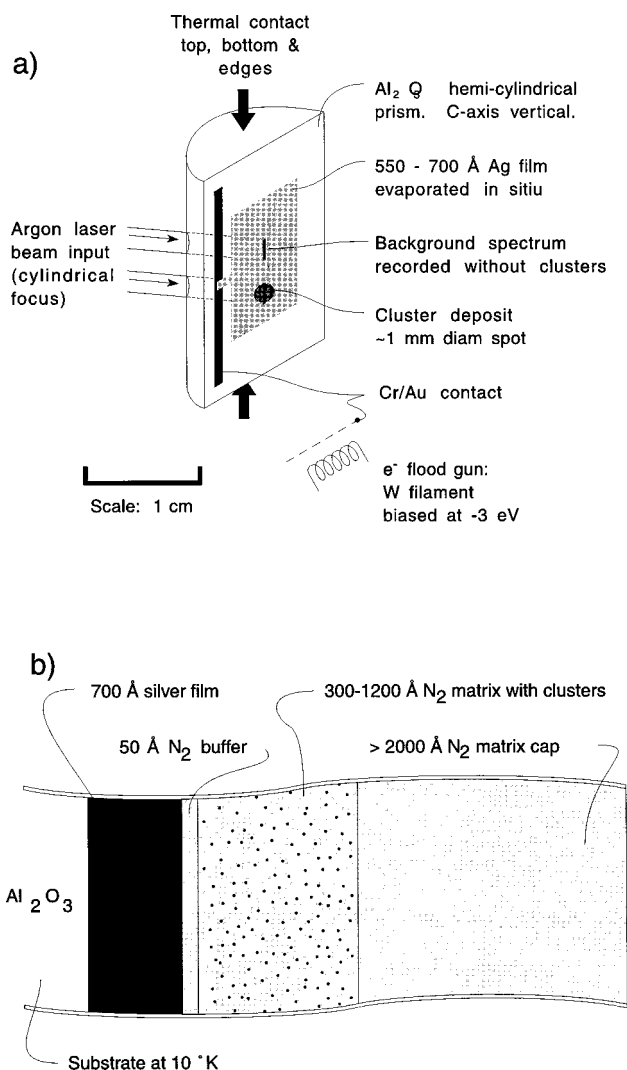 Thermal contact
top, bottom &
edges
a)
Al2 O3 hemi-cylindrical
prism. C-axis vertical.
550 - 700 Å Ag film
evaporated in sitiu
Argon laser
beam input
(cylindrical
focus)
Background spectrum
recorded without clusters
Cluster deposit
~1 mm diam spot
Cr/Au contact
Scale: 1 cm
e- flood gun:
W filament
biased at -3 eV
b)
700 Å silver film
300-1200 Å N2 matrix with clusters
50 Å N2 buffer
> 2000 Å N2 matrix cap
Al2O3
Substrate at 10 °K